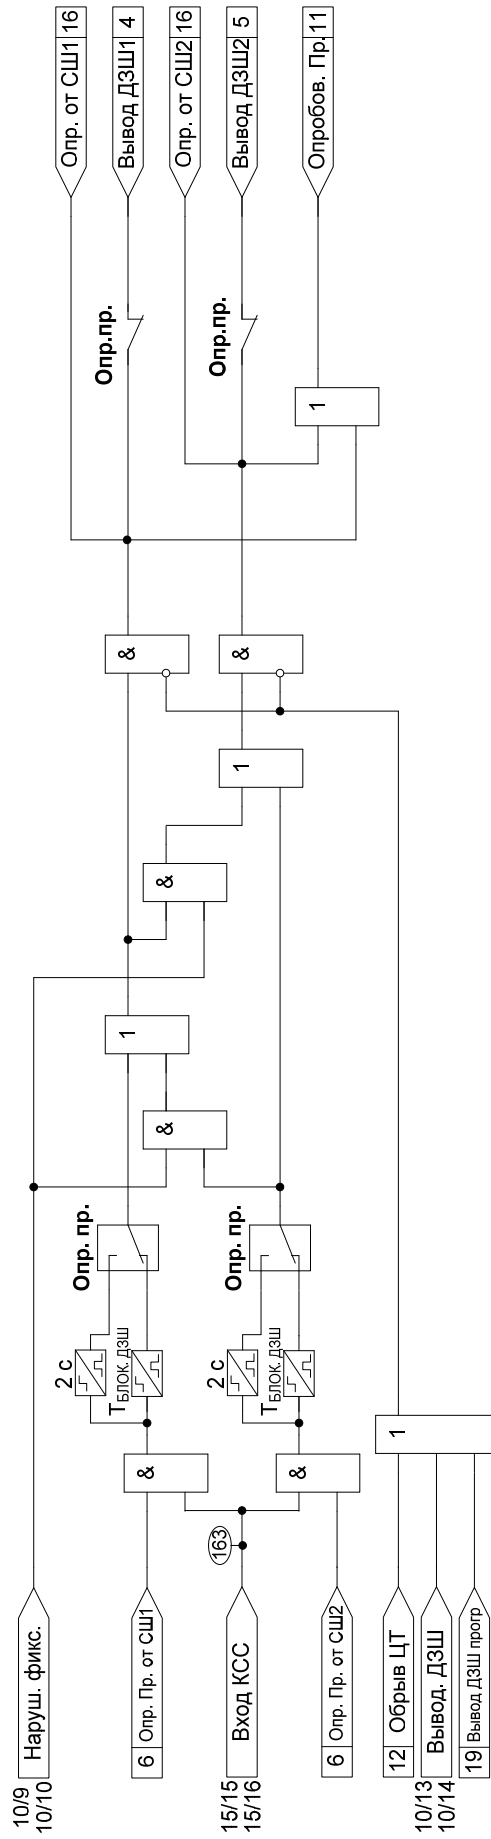 10/9
10/10
Наруш. фикс.
6 Опр. Пр. от СШ1
15/15
15/16
Вход КСС
163
6 Опр. Пр. от СШ2
12 Обрыв ЦТ
10/13
10/14
Вывод. ДЗШ
19 Вывод ДЗШ прогр
&
&
1
2 с
TБЛОК. ДЗШ
2 с
TБЛОК. ДЗШ
Опр. пр.
Опр. пр.
&
1
&
1
&
&
1
Опр.пр.
Опр.пр.
Опр. от СШ1 16
Вывод ДЗШ1 4
Опр. от СШ2 16
Вывод ДЗШ2 5
Опробов. Пр. 11